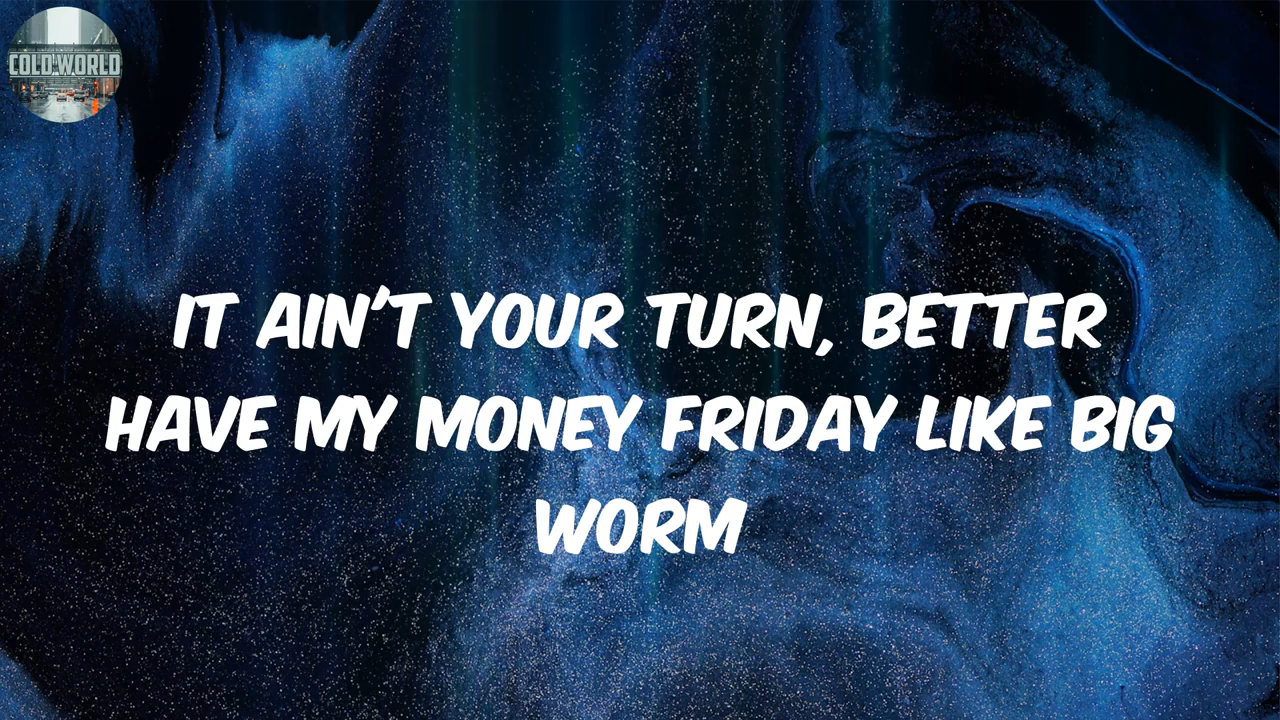 COLD WORLD
IT AIN'T YOUR TURN, BETTER
HAVE MY MONEY FRIDAY LIKE BIG
WORM